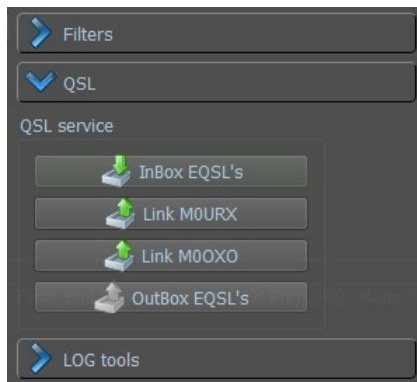 Filters
QSL
QSL service
InBox EQSL's
Link M0URX
Link M0OXO
OutBox EQSL's
LOG tools